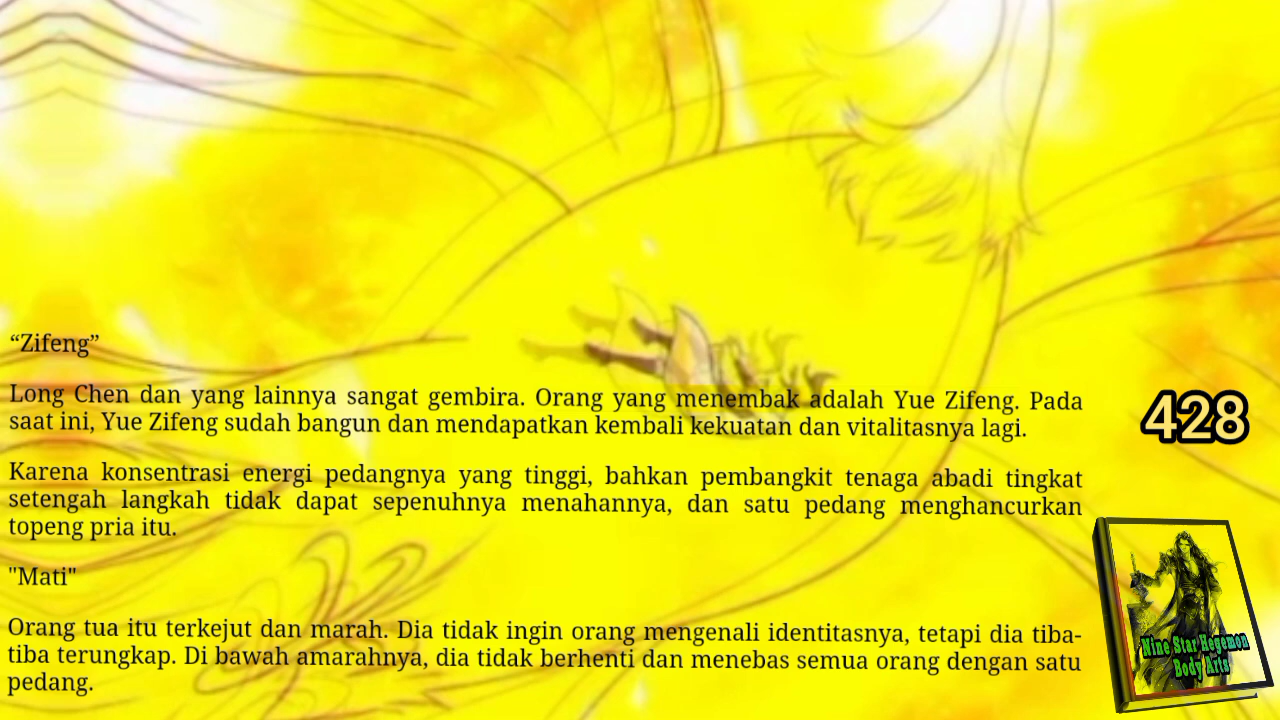 “Zifeng”
Long Chen dan yang lainnya sangat gembira. Orang yang menembak adalah Yue Zifeng. Pada
saat ini, Yue Zifeng sudah bangun dan mendapatkan kembali kekuatan dan vitalitasnya lagi.
Karena konsentrasi energi pedangnya yang tinggi, bahkan pembangkit tenaga abadi tingkat
setengah langkah tidak dapat sepenuhnya menahannya, dan satu pedang menghancurkan
topeng pria itu.
"Mati"
Orang tua itu terkejut dan marah. Dia tidak ingin orang mengenali identitasnya, tetapi dia tiba-
tiba terungkap. Di bawah amarahnya, dia tidak berhenti dan menebas semua orang dengan satu
pedang.
428
Nine Star Hegemon
Body Arts